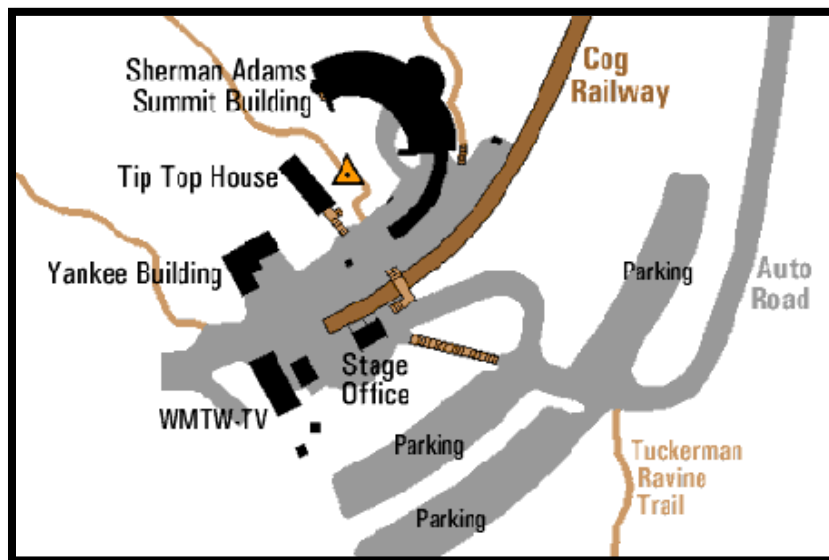 Sherman Adams
Summit Building
Cog
Railway
Tip Top House
Yankee Building
Parking
Auto
Road
Stage
Office
WMTW-TV
Parking
Tuckerman
Ravine
Trail
Parking